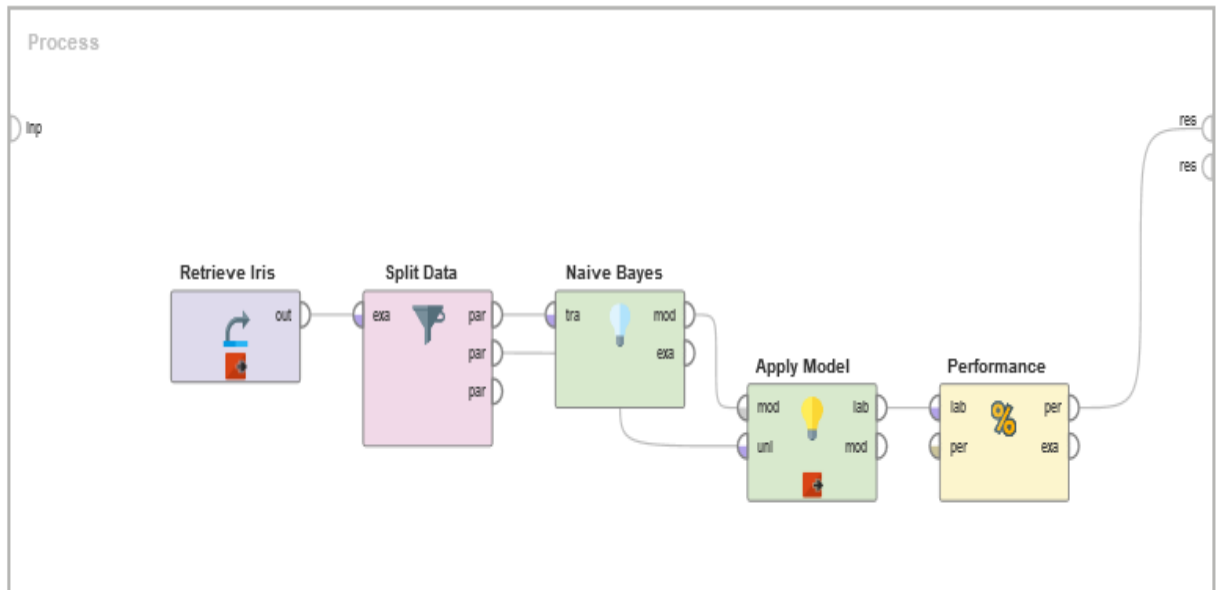 Process
inp
res
res
Retrieve Iris
out
Split Data
exa
par
par
par
Naive Bayes
tra
mod
exa
Apply Model
mod
lab
unl
mod
Performance
%
lab
per
per
exa